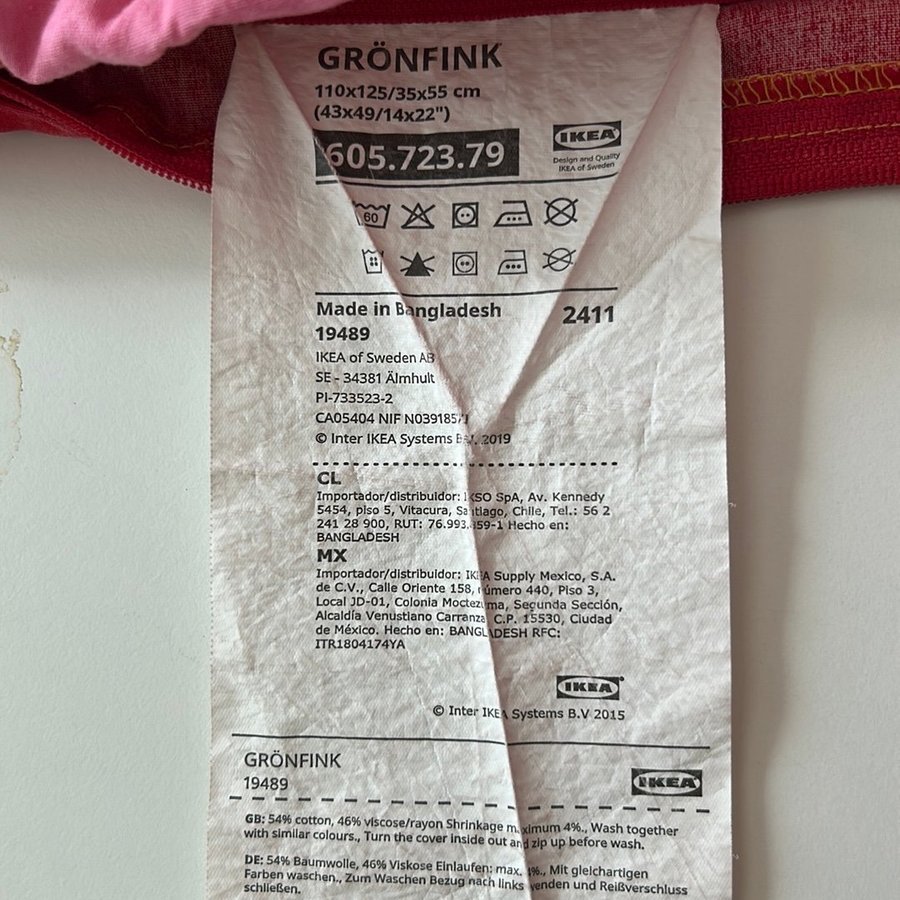 GRÖNFINK
110x125/35x55 cm
(43x49/14x22")
605.723.79
IKEA
Design and Quality
IKEA of Sweden
60
Made in Bangladesh 2411
19489
IKEA of Sweden AB
SE - 34381 Älmhult
PI-733523-2
CA05404 NIF
© Inter IKEA Systems B.V. 2019
CL
Importador/distribuidor: IKSO SpA, Av. Kennedy
5454, piso 5, Vitacura, Santiago, Chile, Tel.: 56 2
241 28 900, RUT: Hecho en:
BANGLADESH
MX
Importador/distribuidor: IKEA Supply Mexico, S.A.
de C.V., Calle Oriente 158, número 440, Piso 3,
Local JD-01, Colonia Moctezuma, Segunda Sección,
Alcaldía Venustiano Carranza C.P. 15530, Ciudad
de México. Hecho en: BANGLADESH RFC:
ITR1804174YA
IKEA
© Inter IKEA Systems B.V 2015
GRÖNFINK
19489
IKEA
GB: 54% cotton, 46% viscose/rayon Shrinkage maximum 4%., Wash together
with similar colours., Turn the cover inside out and zip up before wash.
DE: 54% Baumwolle, 46% Viskose Einlaufen: max. 4%., Mit gleichartigen
Farben waschen., Zum Waschen Bezug nach links wenden und Reißverschluss
schließen.